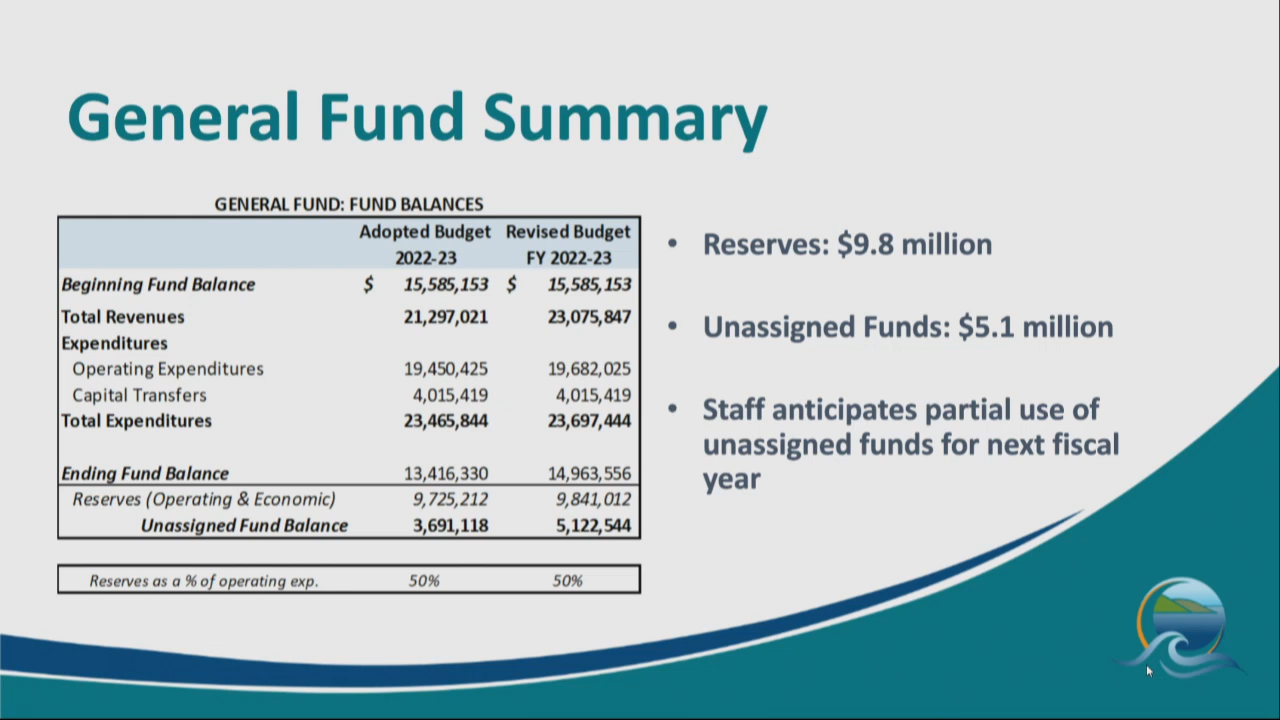 General Fund Summary
GENERAL FUND: FUND BALANCES
Adopted Budget Revised Budget
2022-23 FY 2022-23
Beginning Fund Balance $ 15,585,153 $ 15,585,153
Total Revenues 21,297,021 23,075,847
Expenditures
Operating Expenditures 19,450,425 19,682,025
Capital Transfers 4,015,419 4,015,419
Total Expenditures 23,465,844 23,697,444
Ending Fund Balance 13,416,330 14,963,556
Reserves (Operating & Economic) 9,725,212 9,841,012
Unassigned Fund Balance 3,691,118 5,122,544
Reserves as a % of operating exp. 50% 50%
• Reserves: $9.8 million
• Unassigned Funds: $5.1 million
• Staff anticipates partial use of
unassigned funds for next fiscal
year